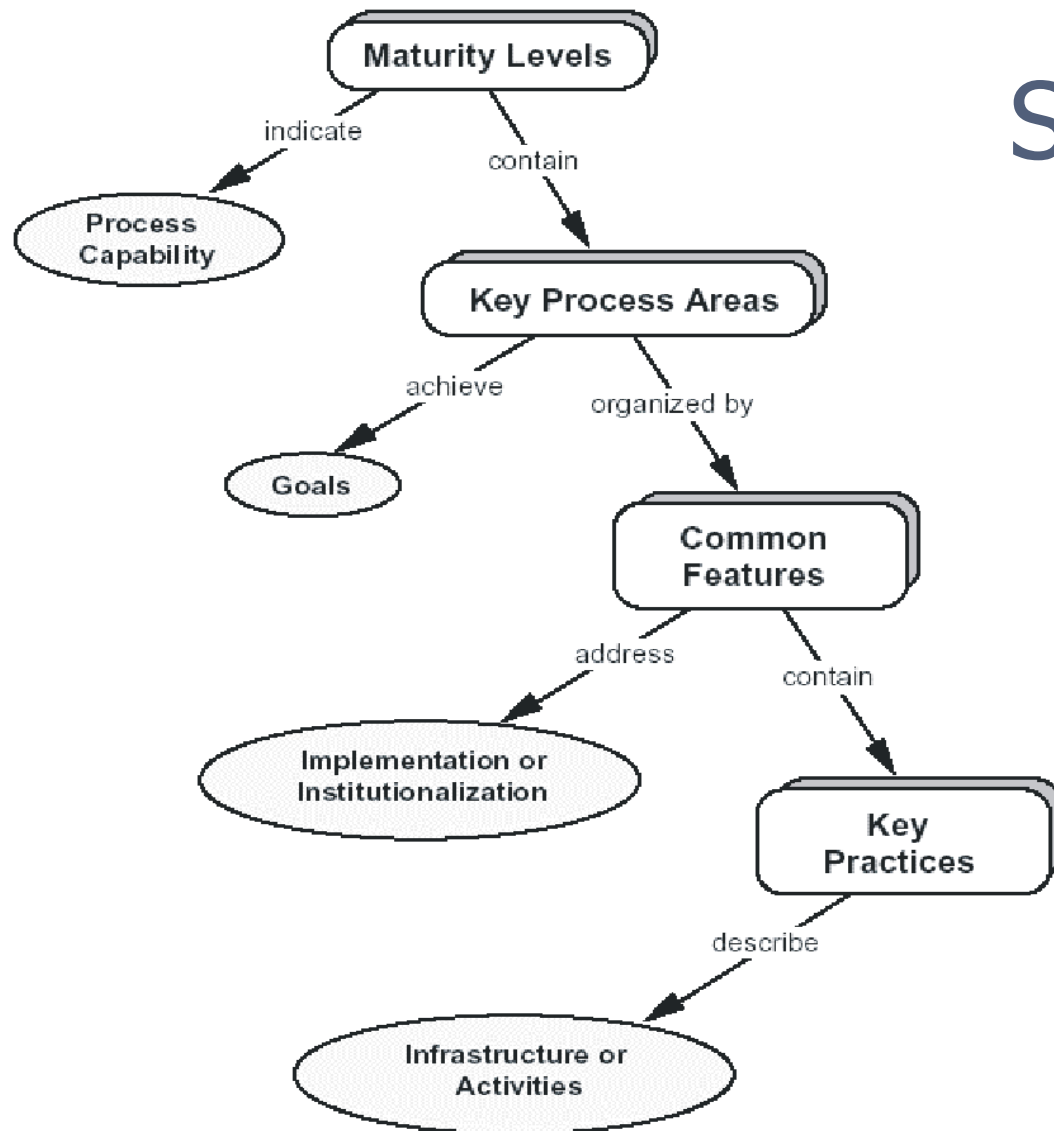 Maturity Levels
S
indicate
contain
Process
Capability
Key Process Areas
achieve
organized by
Goals
Common
Features
address
contain
Implementation or
Institutionalization
Key
Practices
describe
Infrastructure or
Activities